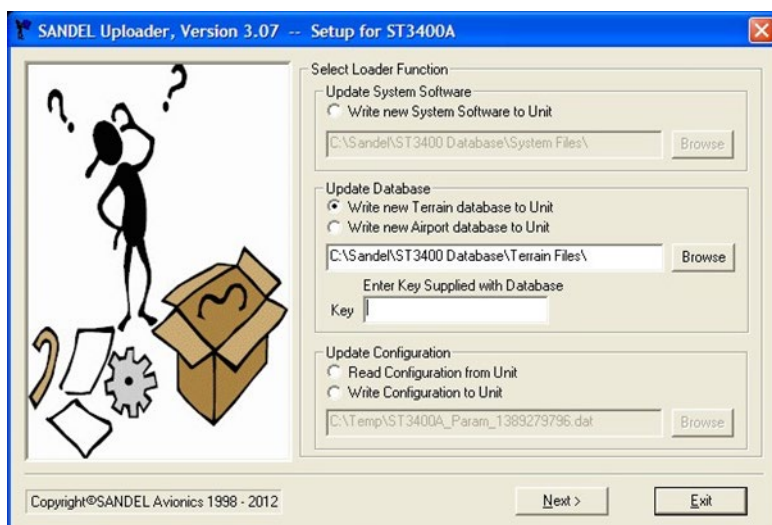 SANDEL Uploader, Version 3.07 -- Setup for ST3400A
Select Loader Function
Update System Software
Write new System Software to Unit
C:\Sandel\ST3400 Database\System Files\ Browse
Update Database
Write new Terrain database to Unit
Write new Airport database to Unit
C:\Sandel\ST3400 Database\Terrain Files\ Browse
Enter Key Supplied with Database
Key
Update Configuration
Read Configuration from Unit
Write Configuration to Unit
C:\Temp\ST3400A_Param_1389279796.dat Browse
Copyright©SANDEL Avionics 1998 - 2012 Next > Exit